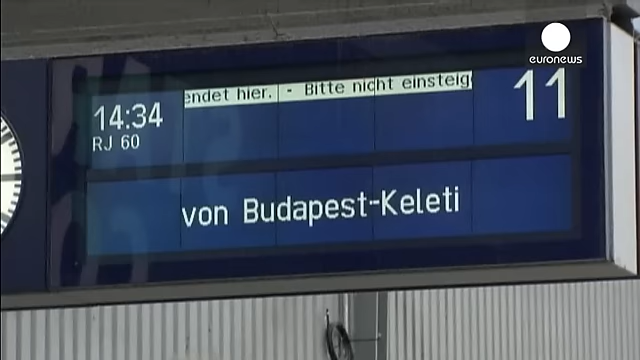 euronews
endet hier. - Bitte nicht einsteig
14:34
11
RJ 60
von Budapest-Keleti